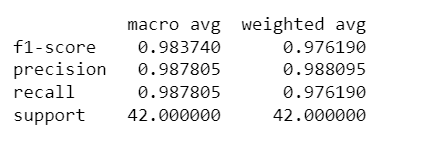 macro avg weighted avg
f1-score 0.983740 0.976190
precision 0.987805 0.988095
recall 0.987805 0.976190
support 42.000000 42.000000